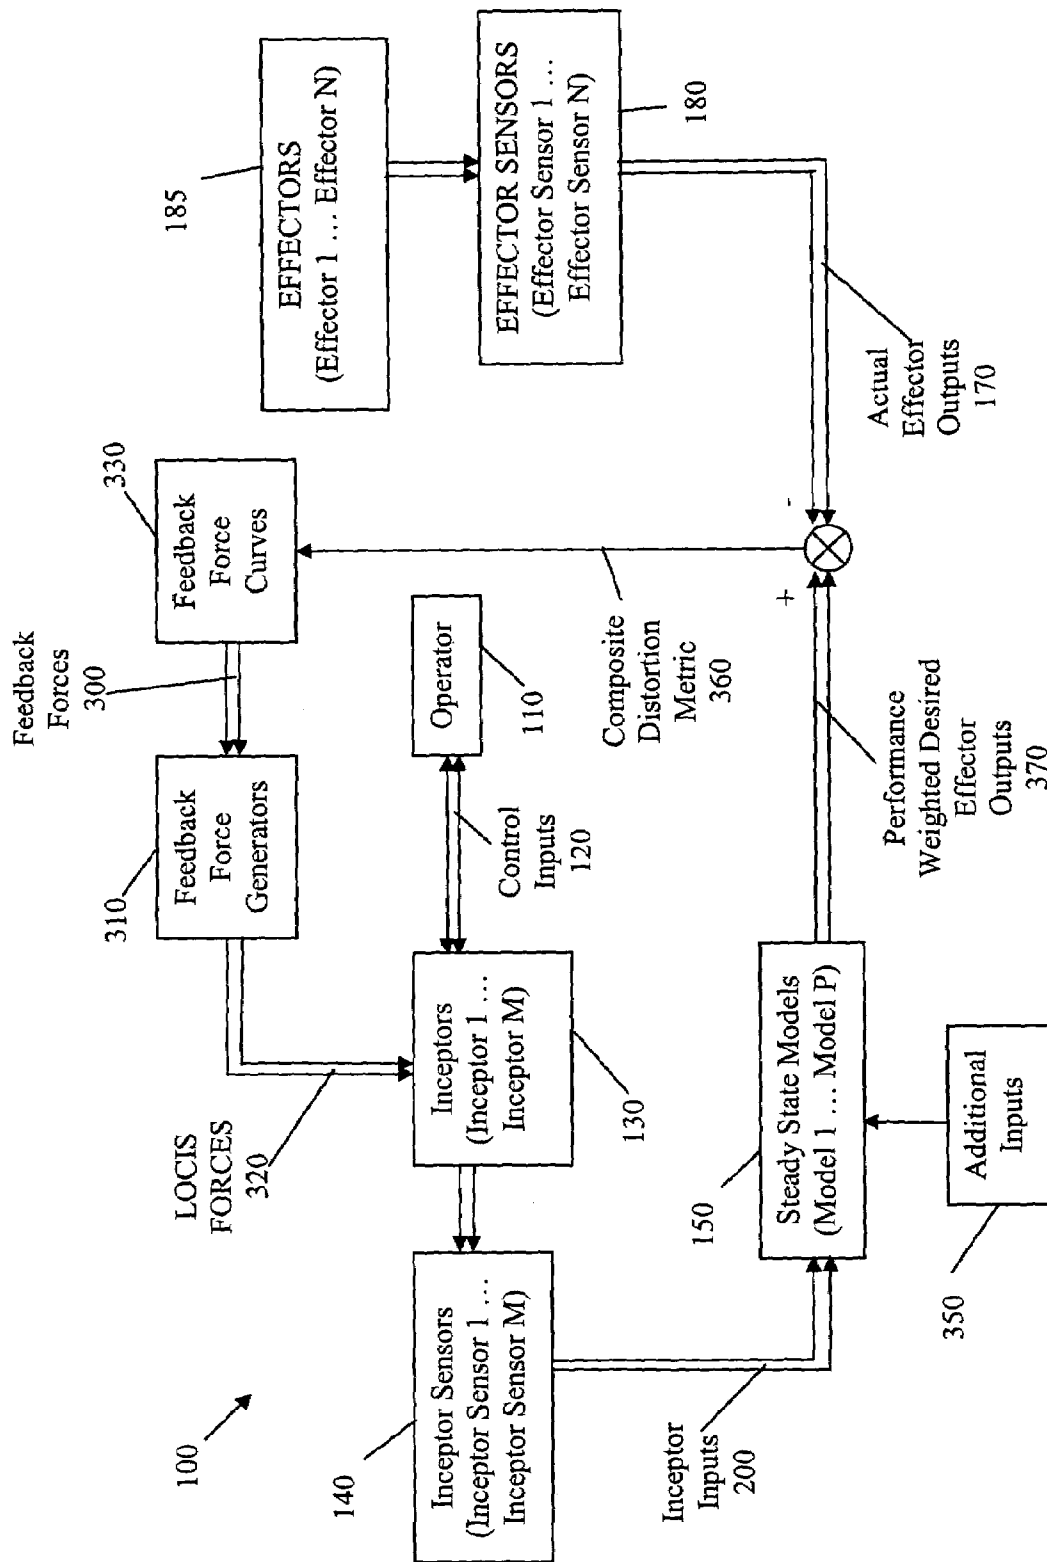 100
140
Inceptor Sensors
(Inceptor Sensor 1 ...
Inceptor Sensor M)
Inceptor
Inputs
200
LOCIS
FORCES
320
Inceptors
(Inceptor 1 ...
Inceptor M)
130
310
Feedback
Force
Generators
Feedback
Forces
300
330
Feedback
Force
Curves
Control
Inputs
120
Operator
110
Composite
Distortion
Metric
360
185
EFFECTORS
(Effector 1 ... Effector N)
EFFECTOR SENSORS
(Effector Sensor 1 ...
Effector Sensor N)
180
Actual
Effector
Outputs
170
-
+
150
Steady State Models
(Model 1 ... Model P)
Performance
Weighted Desired
Effector
Outputs
370
350
Additional
Inputs